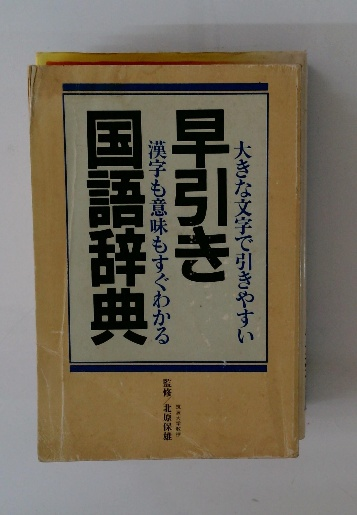 大きな文字で引きやすい
早引き
漢字も意味もすぐわかる
国語辞典
監修／北原保雄